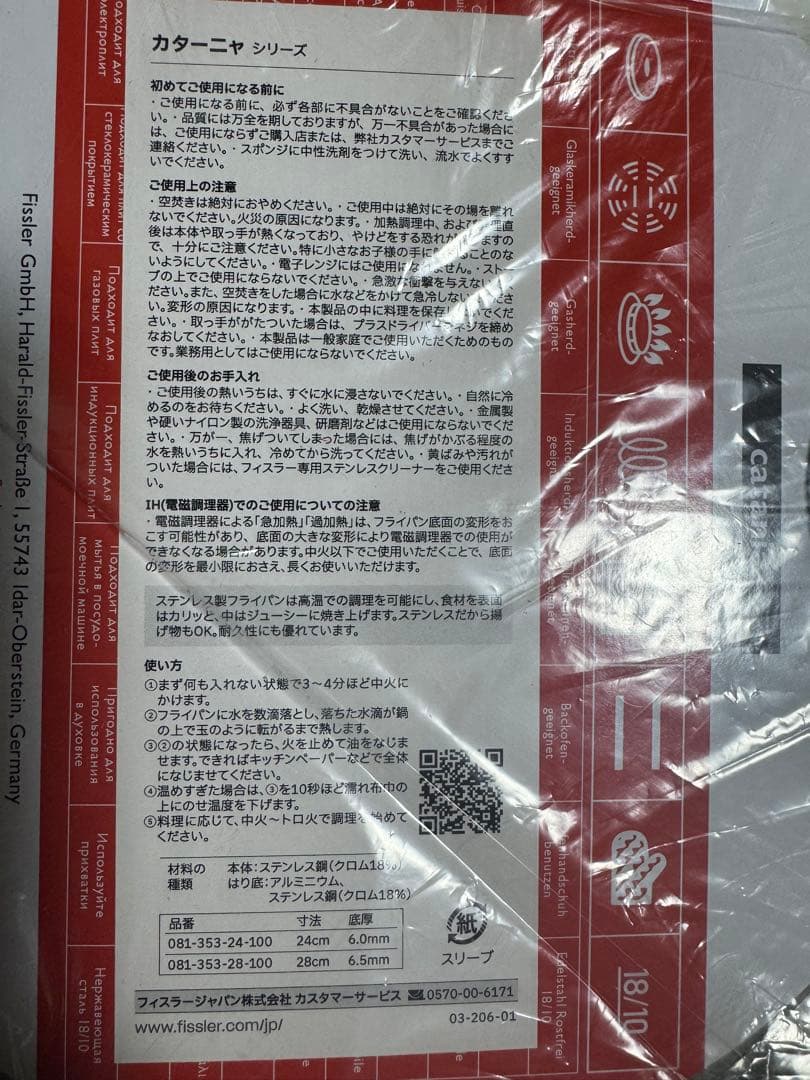 カターニャ シリーズ
初めてご使用になる前に
・ご使用になる前に、必ず各部に不具合がないことをご確認くださ
い。・品質には万全を期しておりますが、万一不具合があった場合に
は、ご使用にならずご購入店または、弊社カスタマーサービスまでご
連絡ください。・スポンジに中性洗剤をつけて洗い、流水でよくすす
いでください。
ご使用上の注意
・空焚きは絶対におやめください。・ご使用中は絶対にその場を離れ
ないでください。火災の原因になります。・加熱調理中、および 理直
後は本体や取っ手が熱くなっており、やけどをする恐れが ますの
で、十分にご注意ください。特に小さなお子様の手に ることのな
いようにしてください。・電子レンジにはご使用に ません。・ストー
ブの上でご使用にならないでください。・急激な衝撃を与えない
ださい。また、空焚きをした場合に水などをかけて急冷しない ださ
い。変形の原因になります。・本製品の中に料理を保存し いでくだ
さい。・取っ手ががたついた場合は、プラスドライバー ネジを締め
なおしてください。・本製品は一般家庭でご使用いただくためのもの
です。業務用としてはご使用にならないでください。
ご使用後のお手入れ
・ご使用後の熱いうちは、すぐに水に浸さないでください。・自然に冷
めるのをお待ちください。・よく洗い、乾燥させてください。・金属製
や硬いナイロン製の洗浄器具、研磨剤などはご使用にならないでくだ
さい。・万が一、焦げついてしまった場合には、焦げがかぶる程度の
水を熱いうちに入れ、冷めてから洗ってください。・黄ばみや汚れが
ついた場合には、フィスラー専用ステンレスクリーナーをご使用くださ
い。
IH(電磁調理器)でのご使用についての注意
・電磁調理器による「急加熱」「過加熱」は、フライパン底面の変形をお
こす可能性があり、底面の大きな変形により電磁調理器での使用が
できなくなる場合があります。中火以下でご使用いただくことで、底面
の変形を最小限におさえ、長くお使いいただけます。
ステンレス製フライパンは高温での調理を可能にし、食材を表面
はカリッと、中はジューシーに焼き上げます。ステンレスだから揚
げ物もOK。耐久性にも優れています。
使い方
①まず何も入れない状態で3〜4分ほど中火に
かけます。
②フライパンに水を数滴落とし、落ちた水滴が鍋
の上で玉のように転がるまで熱します。
③②の状態になったら、火を止めて油をなじま
せます。できればキッチンペーパーなどで全体
になじませてください。
④温めすぎた場合は、③を10秒ほど濡れ布巾の
上にのせ温度を下げます。
⑤料理に応じて、中火〜トロ火で調理を始めて
ください。
材料の 本体:ステンレス鋼(クロム18%)
種類 はり底:アルミニウム、
ステンレス鋼(クロム18%)
品番 寸法 底厚
081-353-24-100 24cm 6.0mm
081-353-28-100 28cm 6.5mm
紙
スリーブ
フィスラージャパン株式会社 カスタマーサービス 0570-00-6171
www.fissler.com/jp/ 03-206-01
Fissler GmbH, Harald-Fissler-Straße 1, 55743 Idar-Oberstein, Germany
Подходит для
электроплит
Подходит для плит со
стеклокерамическим
покрытием
Подходит для
газовых плит
Подходит для
индукционных плит
Подходит для
мытья в посудо-
моечной машине
Пригодно для
использования
в духовке
Используйте
прихватки
Нержавеющая
сталь 18/10
Glaskeramikherd-
geeignet
Gasherd-
geeignet
Induktionsherd-
geeignet
Backofen-
geeignet
benutzen
Edelstahl Rostfrei
18/10
18/10